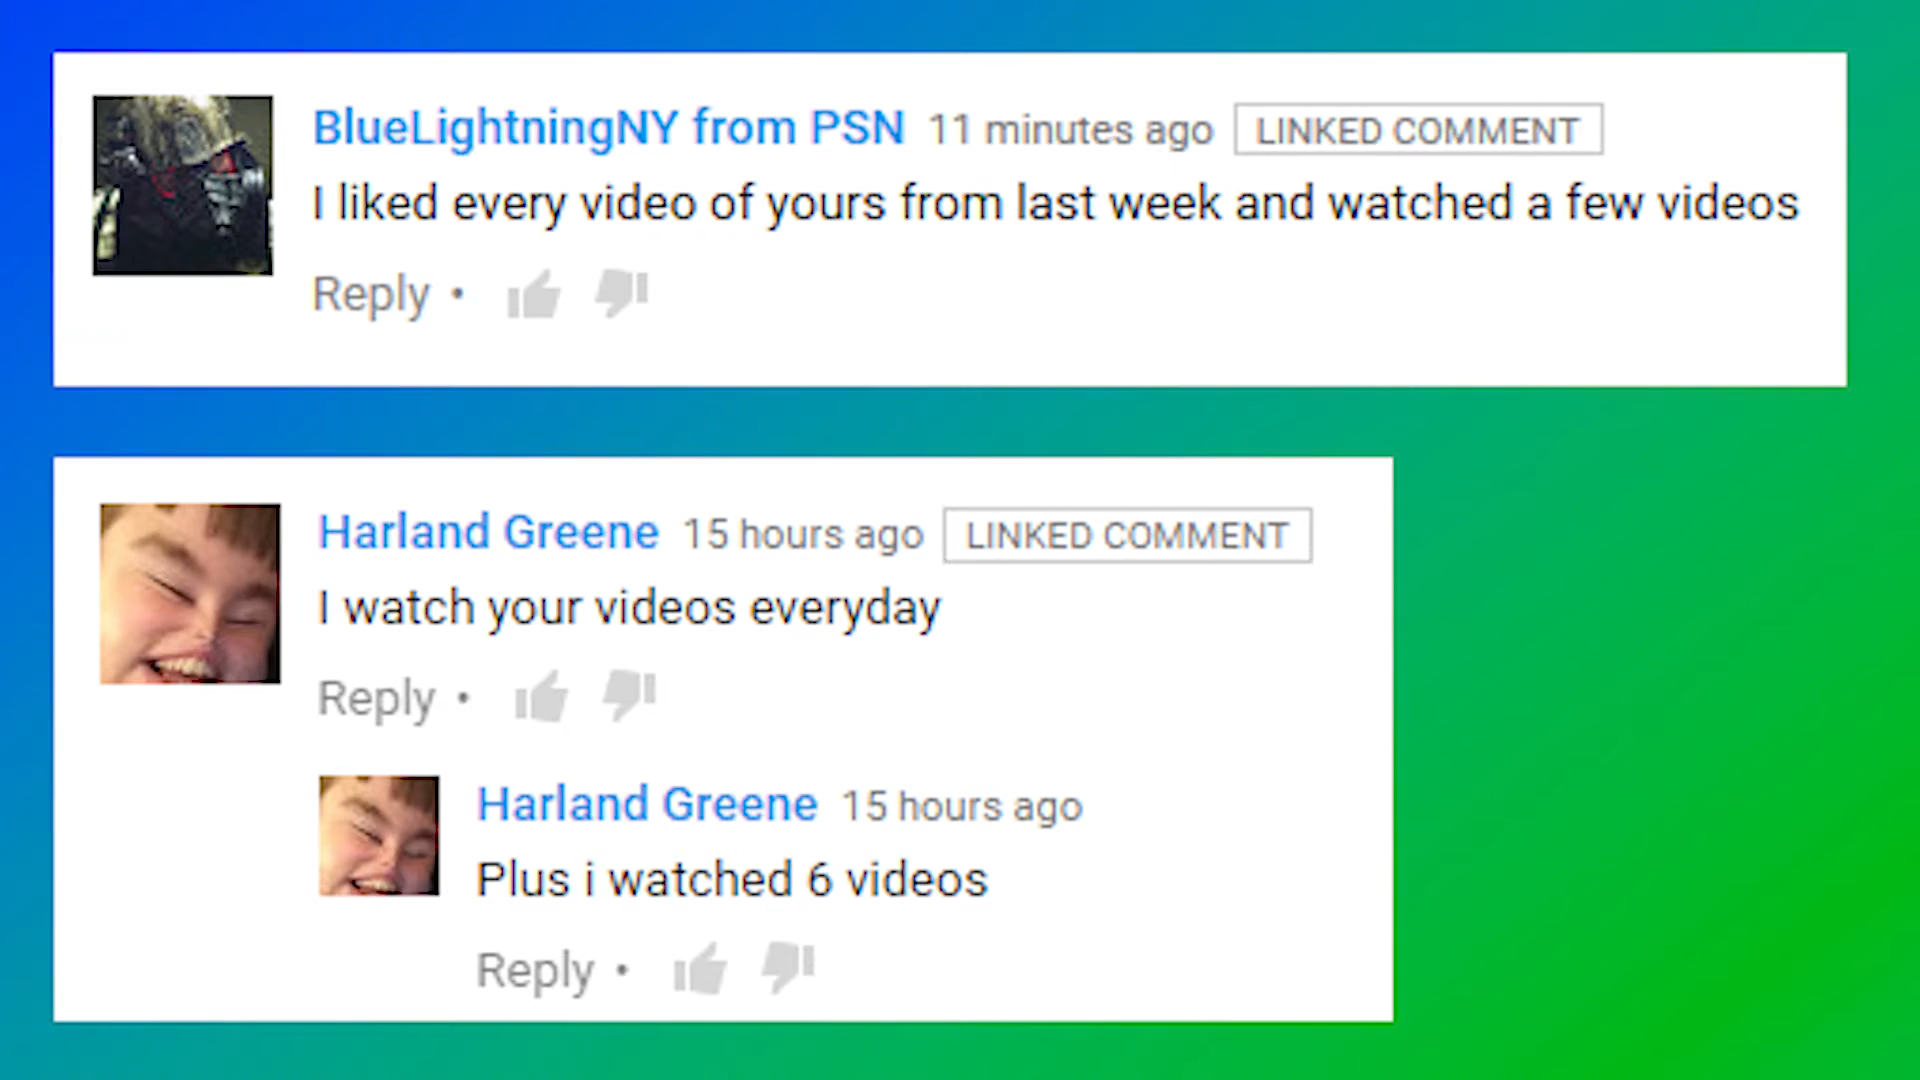 BlueLightningNY from PSN 11 minutes ago LINKED COMMENT
I liked every video of yours from last week and watched a few videos
Reply •
Harland Greene 15 hours ago LINKED COMMENT
I watch your videos everyday
Reply •
Harland Greene 15 hours ago
Plus i watched 6 videos
Reply •